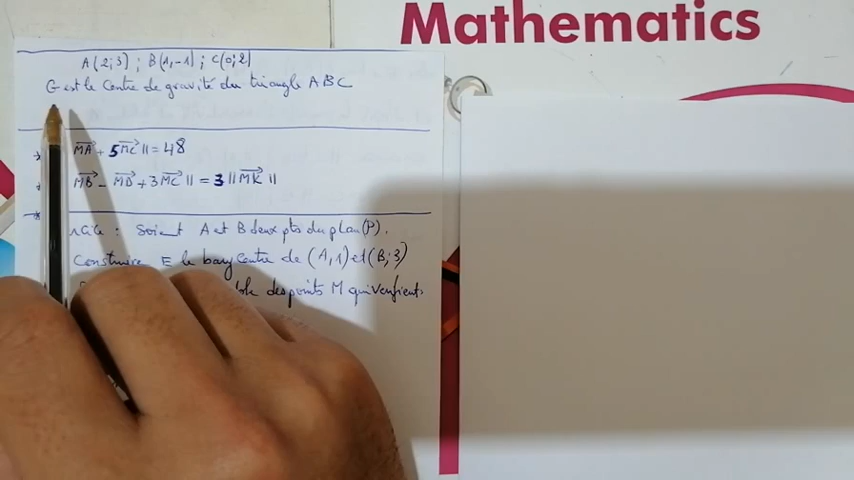 Mathematics
A(2;3) ; B(1,-1) ; C(0;2)
G est le centre de gravité du triangle ABC
MA + 5MC || = 48
MB - MD + 3MC || = 3 || MK ||
: Soient A et B deux pts du plan (P).
Construire E le barycentre de (A,1) et (B;3)
des points M qui verifient: